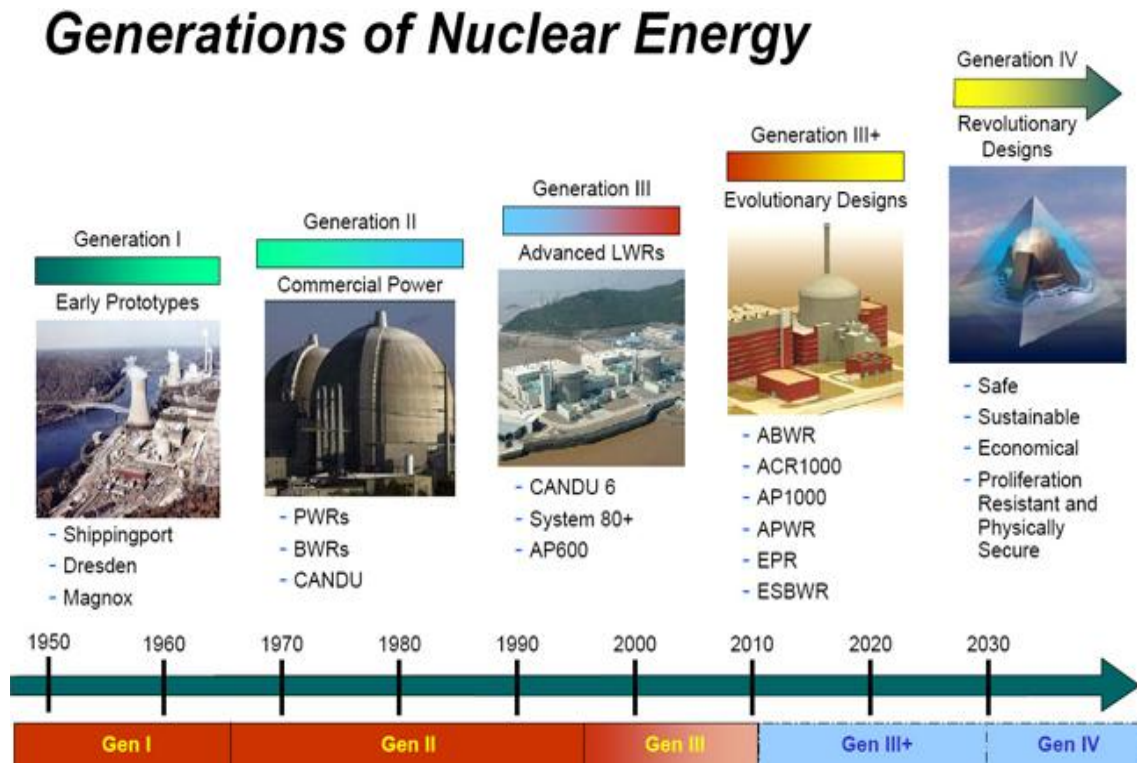 Generations of Nuclear Energy
Generation I
Early Prototypes
- Shippingport
- Dresden
- Magnox
Generation II
Commercial Power
- PWRs
- BWRs
- CANDU
Generation III
Advanced LWRs
- CANDU 6
- System 80+
- AP600
Generation III+
Evolutionary Designs
- ABWR
- ACR1000
- AP1000
- APWR
- EPR
- ESBWR
Generation IV
Revolutionary
Designs
- Safe
- Sustainable
- Economical
- Proliferation
Resistant and
Physically
Secure
1950 1960 1970 1980 1990 2000 2010 2020 2030
Gen I Gen II Gen III Gen III+ Gen IV